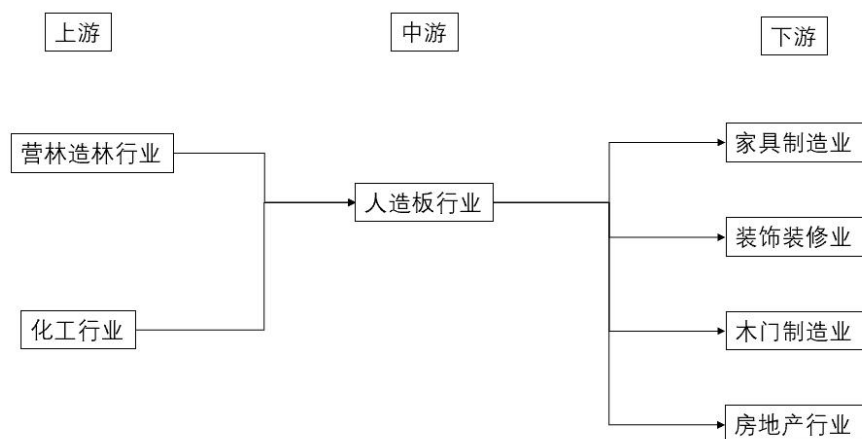 上游
中游
下游
营林造林行业
化工行业
人造板行业
家具制造业
装饰装修业
木门制造业
房地产行业